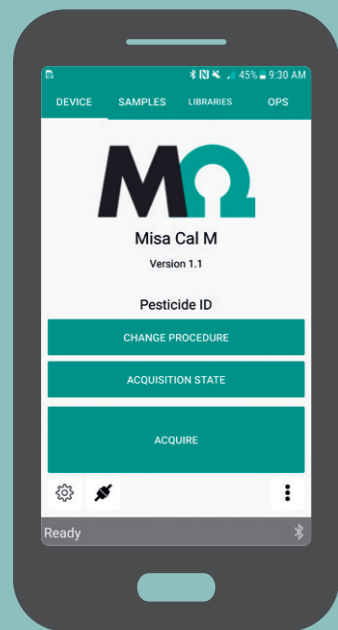 45% 9:30 AM
DEVICE SAMPLES LIBRARIES OPS
MΩ
Misa Cal M
Version 1.1
Pesticide ID
CHANGE PROCEDURE
ACQUISITION STATE
ACQUIRE
Ready